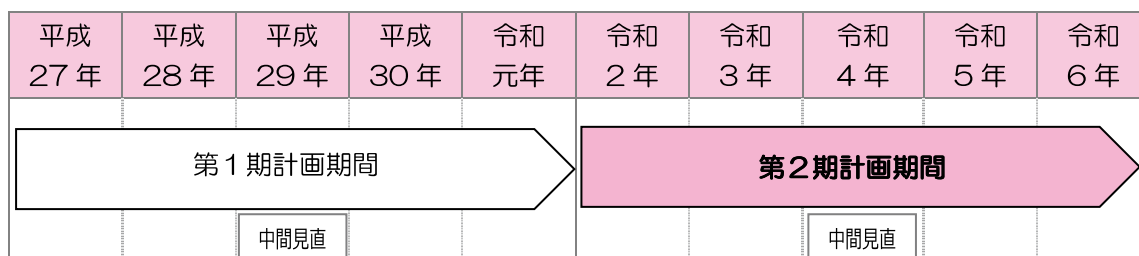 平成 平成 平成 平成 令和 令和 令和 令和 令和 令和
27年 28年 29年 30年 元年 2年 3年 4年 5年 6年
第1期計画期間 第2期計画期間
中間見直 中間見直